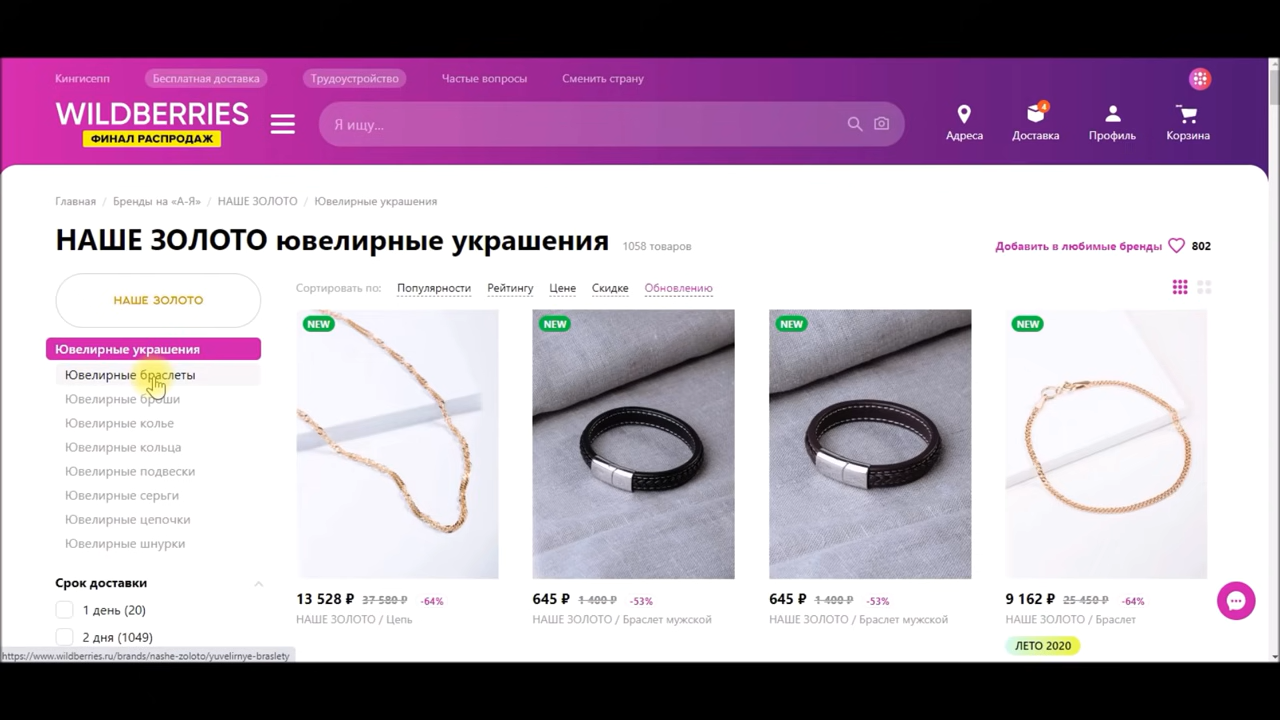 Кингисепп Бесплатная доставка Трудоустройство Частые вопросы Сменить страну
WILDBERRIES
ФИНАЛ РАСПРОДАЖ
Я ищу...
Адреса
4
Доставка
Профиль
Корзина
Главная / Бренды на «А-Я» / НАШЕ ЗОЛОТО / Ювелирные украшения
НАШЕ ЗОЛОТО ювелирные украшения 1058 товаров
Добавить в любимые бренды 802
НАШЕ ЗОЛОТО
Сортировать по: Популярности Рейтингу Цене Скидке Обновлению
Ювелирные украшения
Ювелирные браслеты
Ювелирные броши
Ювелирные колье
Ювелирные кольца
Ювелирные подвески
Ювелирные серьги
Ювелирные цепочки
Ювелирные шнурки
Срок доставки
1 день (20)
2 дня (1049)
NEW
13 528 ₽ 37 580 ₽ -64%
НАШЕ ЗОЛОТО / Цепь
NEW
645 ₽ 1 400 ₽ -53%
НАШЕ ЗОЛОТО / Браслет мужской
NEW
645 ₽ 1 400 ₽ -53%
НАШЕ ЗОЛОТО / Браслет мужской
NEW
9 162 ₽ 25 450 ₽ -64%
НАШЕ ЗОЛОТО / Браслет
ЛЕТО 2020
https://www.wildberries.ru/brands/nashe-zoloto/yuvelirnye-braslety